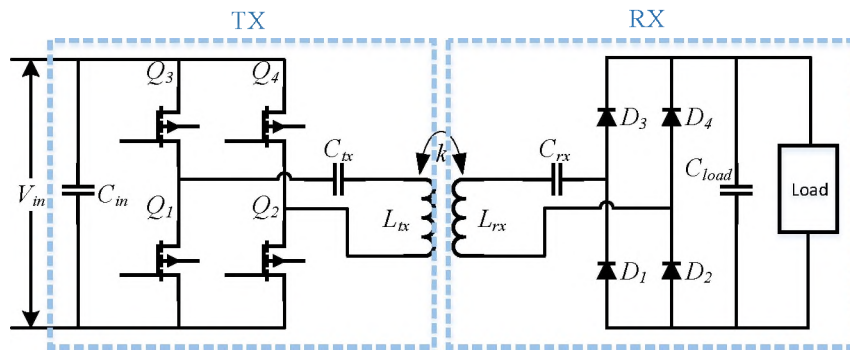 TX
RX
Q3
Q4
Ctx
k
Crx
D3
D4
Vin
Cin
Q1
Q2
Ltx
Lrx
Cload
Load
D1
D2